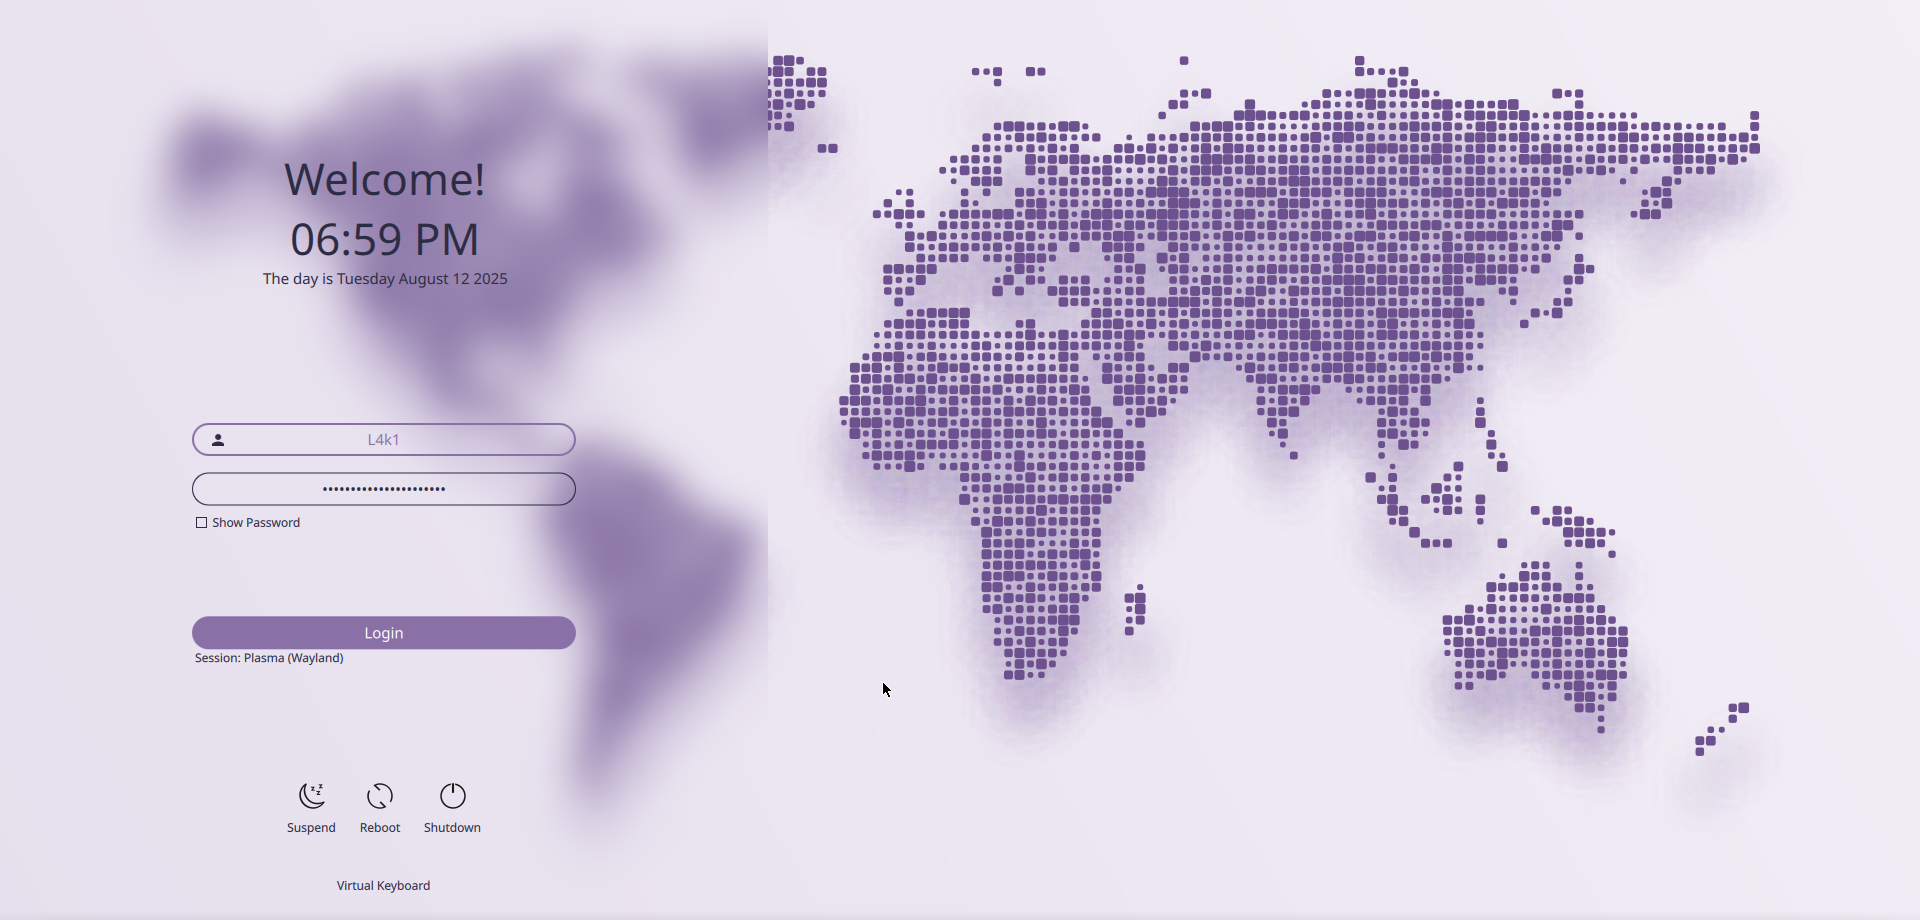 Welcome!
06:59 PM
The day is Tuesday August 12 2025
L4k1
•••••••••••••••••••••
Show Password
Login
Session: Plasma (Wayland)
Suspend
Reboot
Shutdown
Virtual Keyboard